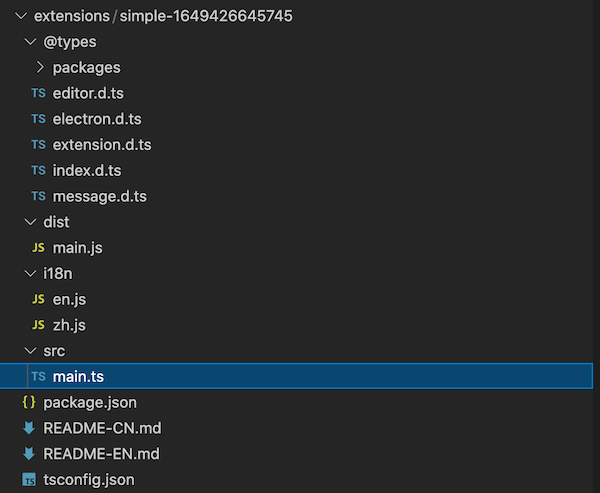 extensions/simple-1649426645745
@types
packages
TS editor.d.ts
TS electron.d.ts
TS extension.d.ts
TS index.d.ts
TS message.d.ts
dist
JS main.js
i18n
JS en.js
JS zh.js
src
TS main.ts
{} package.json
README-CN.md
README-EN.md
TS tsconfig.json